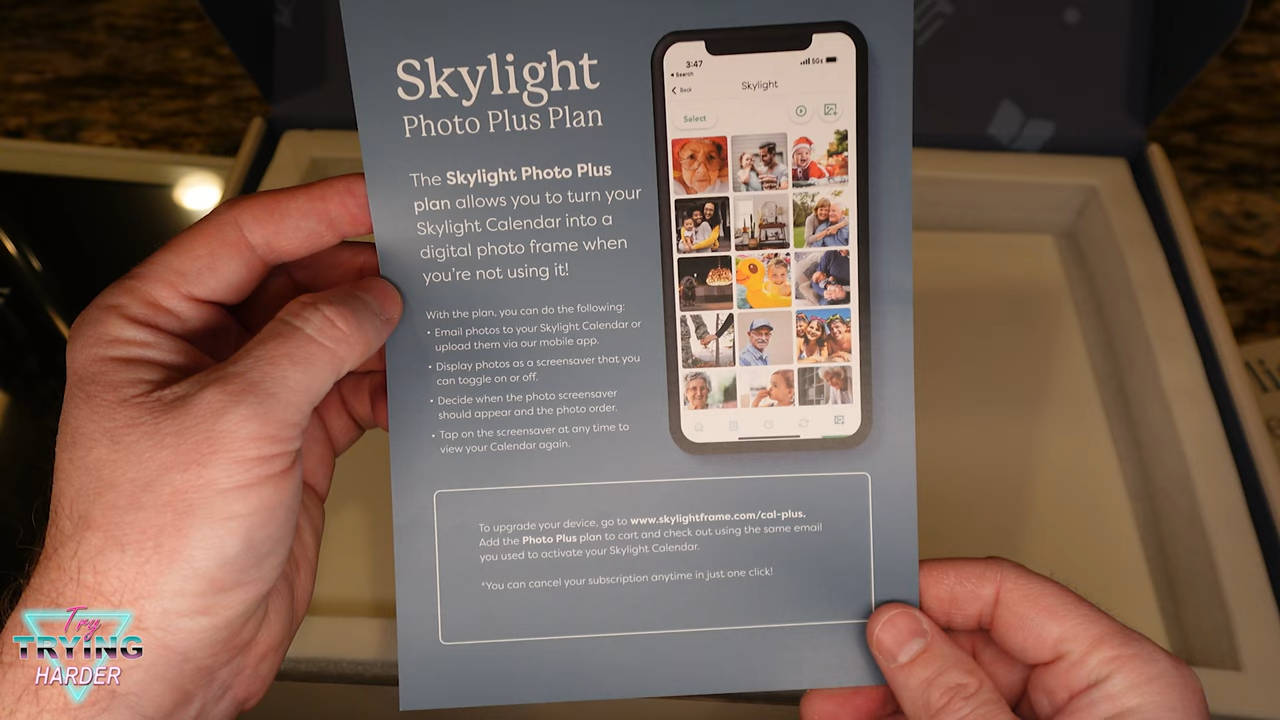 Skylight
Photo Plus Plan
The Skylight Photo Plus
plan allows you to turn your
Skylight Calendar into a
digital photo frame when
you're not using it!
With the plan, you can do the following:
• Email photos to your Skylight Calendar or
upload them via our mobile app.
• Display photos as a screensaver that you
can toggle on or off.
• Decide when the photo screensaver
should appear and the photo order.
• Tap on the screensaver at any time to
view your Calendar again.
3:47
5G
Search
Back
Skylight
Select
To upgrade your device, go to www.skylightframe.com/cal-plus.
Add the Photo Plus plan to cart and check out using the same email
you used to activate your Skylight Calendar.
*You can cancel your subscription anytime in just one click!
Try
TRYING
HARDER